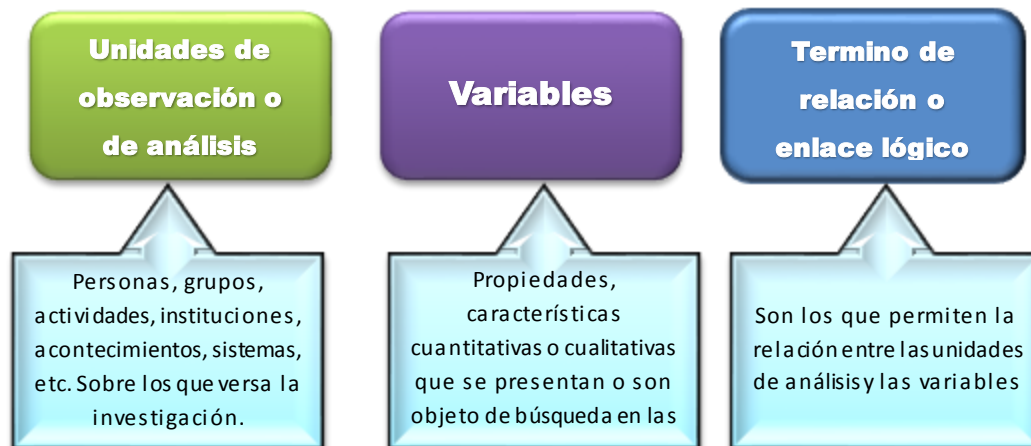 Unidades de
observación o
de análisis
Personas, grupos,
actividades, instituciones,
acontecimientos, sistemas,
etc. Sobre los que versa la
investigación.
Variables
Propiedades,
características
cuantitativas o cualitativas
que se presentan o son
objeto de búsqueda en las
Termino de
relación o
enlace lógico
Son los que permiten la
relación entre las unidades
de análisis y las variables